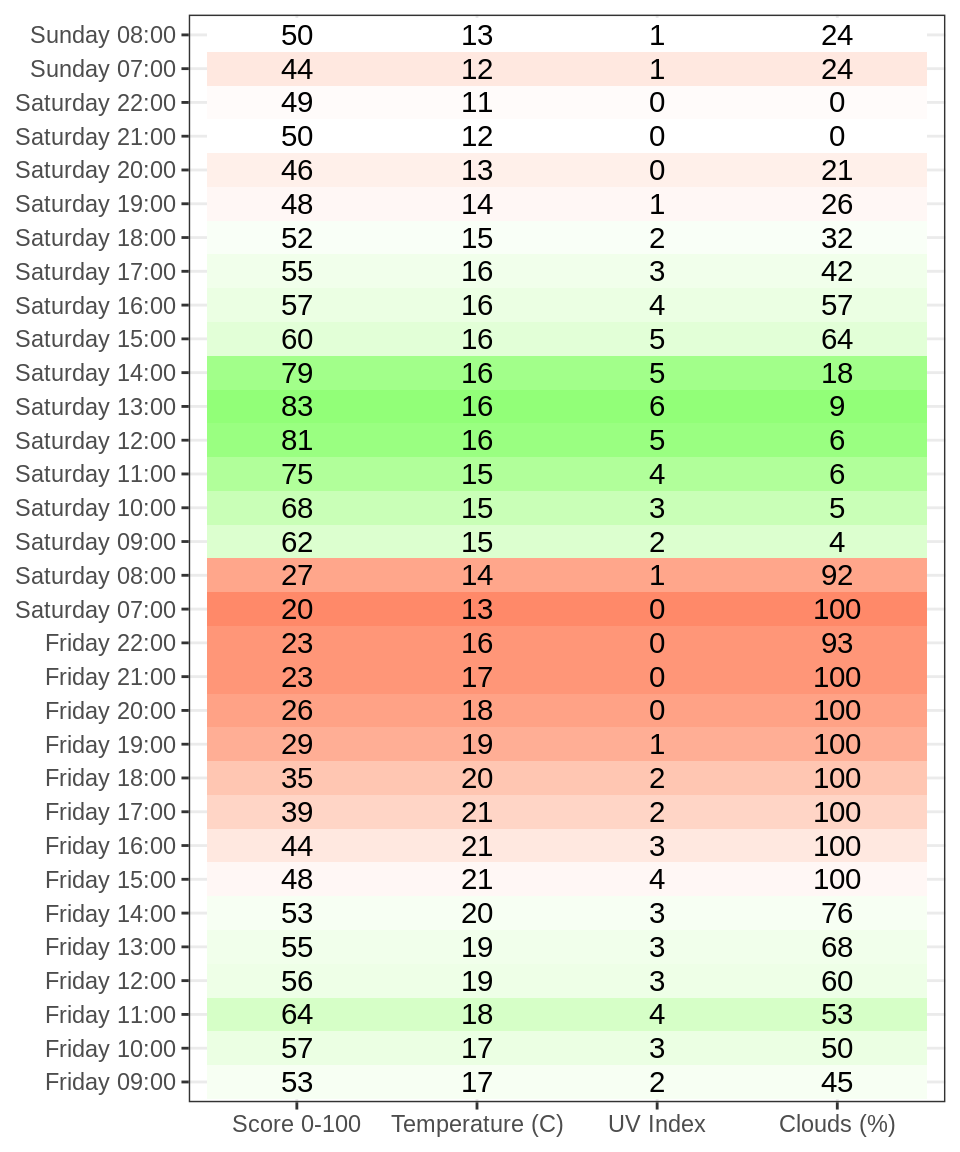 Sunday 08:00 50 13 1 24
Sunday 07:00 44 12 1 24
Saturday 22:00 49 11 0 0
Saturday 21:00 50 12 0 0
Saturday 20:00 46 13 0 21
Saturday 19:00 48 14 1 26
Saturday 18:00 52 15 2 32
Saturday 17:00 55 16 3 42
Saturday 16:00 57 16 4 57
Saturday 15:00 60 16 5 64
Saturday 14:00 79 16 5 18
Saturday 13:00 83 16 6 9
Saturday 12:00 81 16 5 6
Saturday 11:00 75 15 4 6
Saturday 10:00 68 15 3 5
Saturday 09:00 62 15 2 4
Saturday 08:00 27 14 1 92
Saturday 07:00 20 13 0 100
Friday 22:00 23 16 0 93
Friday 21:00 23 17 0 100
Friday 20:00 26 18 0 100
Friday 19:00 29 19 1 100
Friday 18:00 35 20 2 100
Friday 17:00 39 21 2 100
Friday 16:00 44 21 3 100
Friday 15:00 48 21 4 100
Friday 14:00 53 20 3 76
Friday 13:00 55 19 3 68
Friday 12:00 56 19 3 60
Friday 11:00 64 18 4 53
Friday 10:00 57 17 3 50
Friday 09:00 53 17 2 45
Score 0-100 Temperature (C) UV Index Clouds (%)